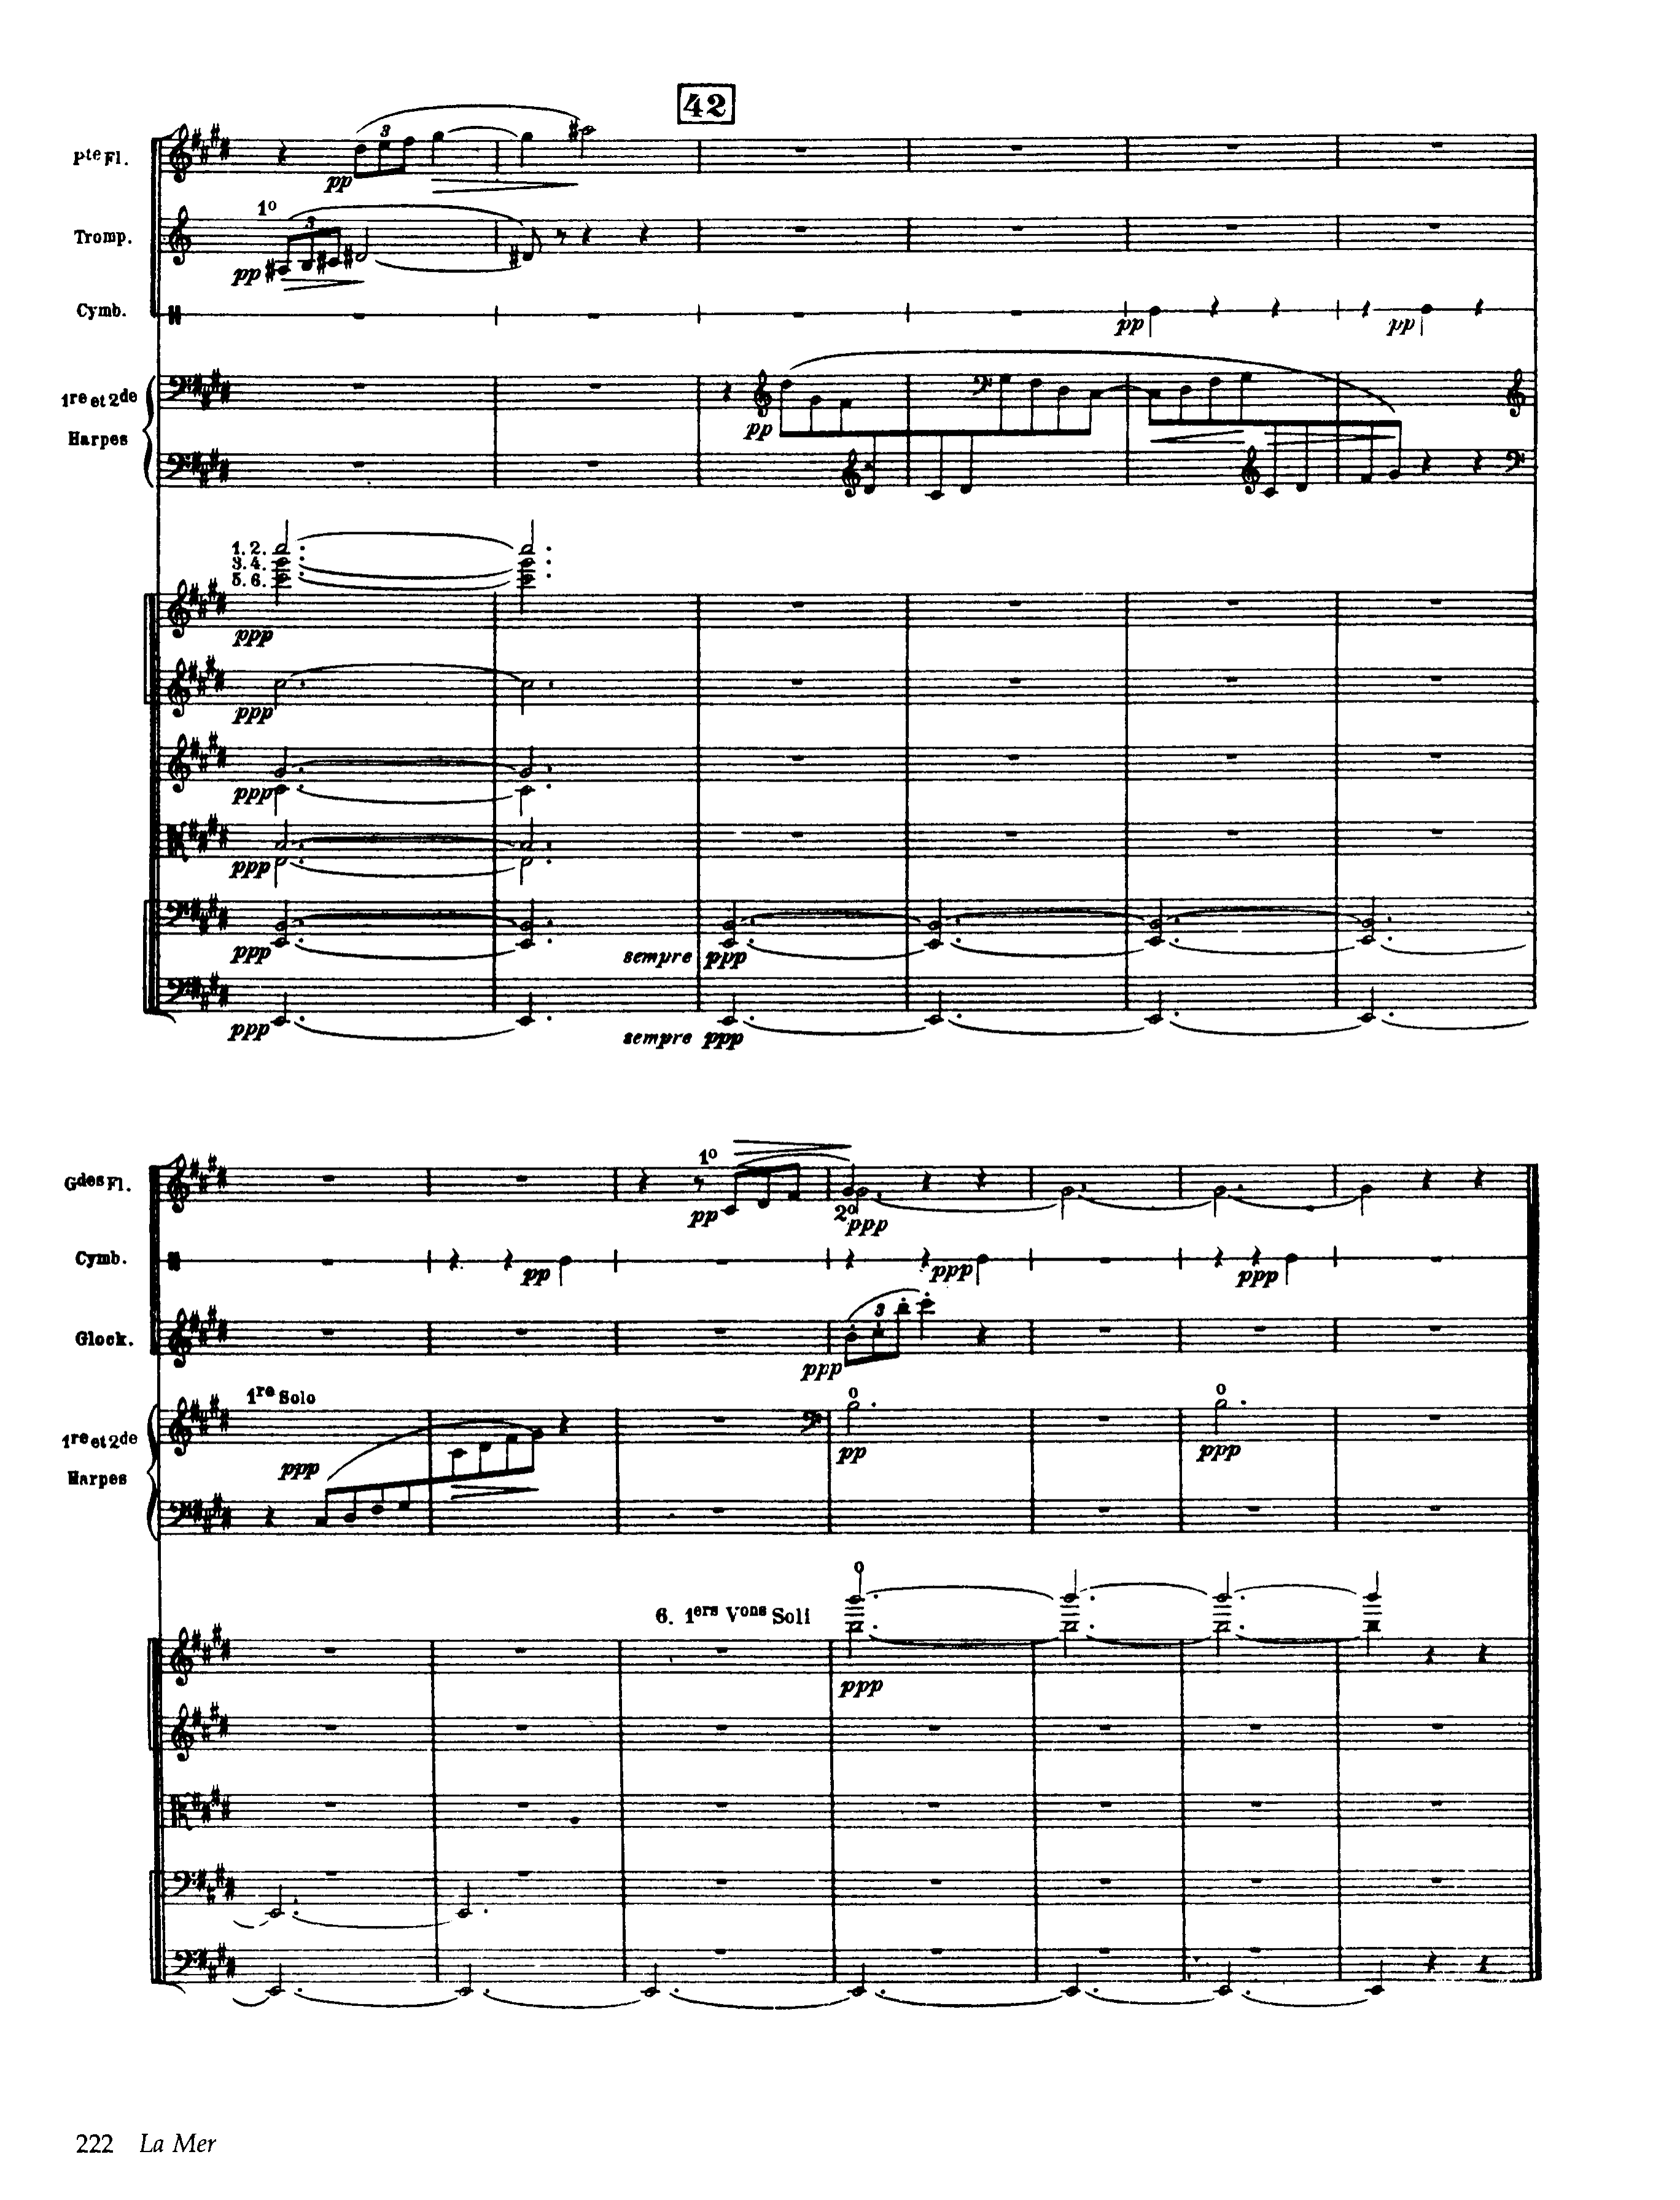 42
Pte Fl.
3
pp
1o
Tromp.
3
pp
Cymb.
pp
pp
1re et 2de
Harpes
pp
1. 2.
3. 4.
5. 6.
ppp
ppp
ppp
ppp
ppp
sempre ppp
ppp
sempre ppp
1o
Gdes Fl.
pp
2o
ppp
Cymb.
pp
ppp
ppp
Glock.
3
ppp
1re Solo
1re et 2de
Harpes
ppp
pp
ppp
6. 1ers Vons Soli
ppp
222 La Mer